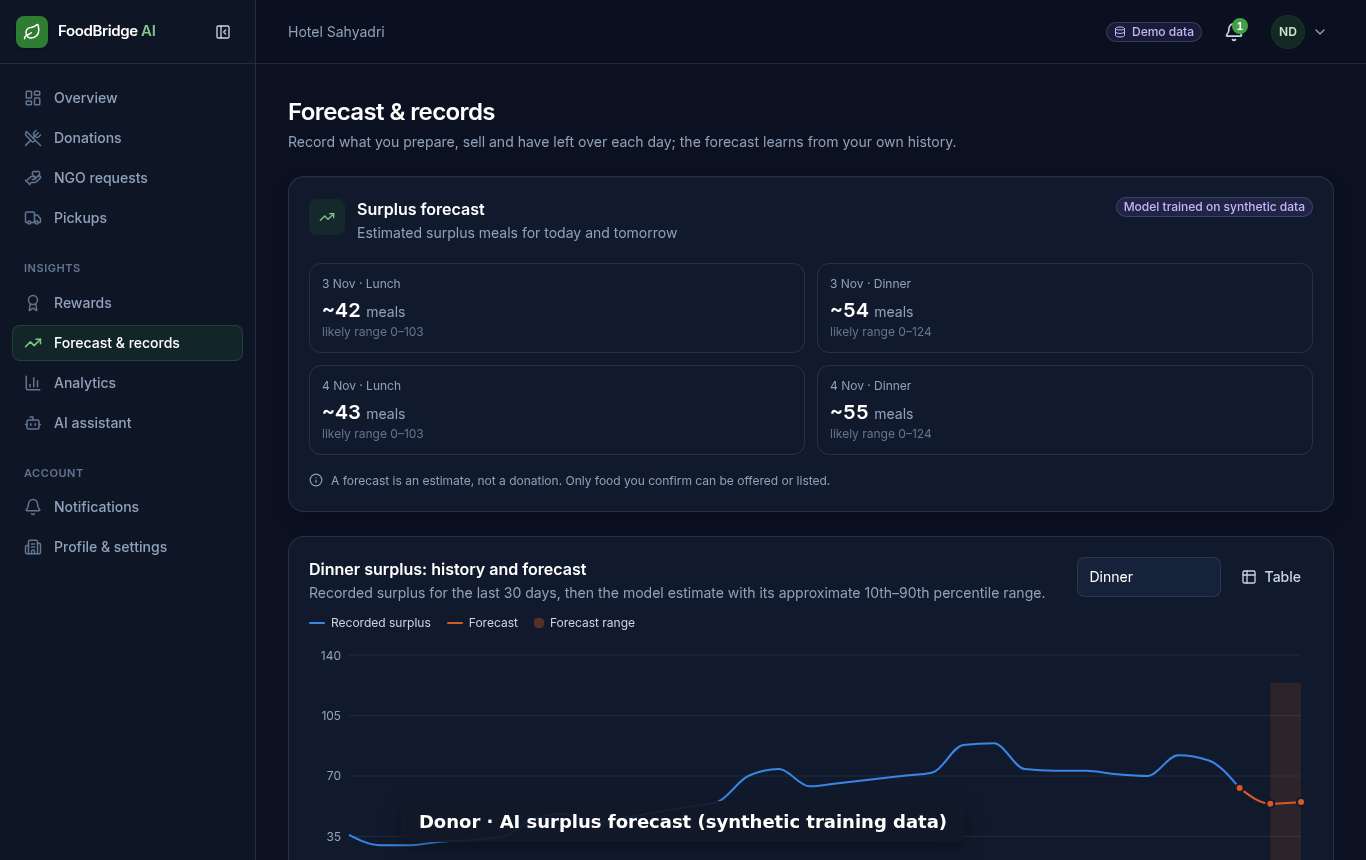 FoodBridge AI
Hotel Sahyadri
Demo data
1
ND
Overview
Donations
NGO requests
Pickups
INSIGHTS
Rewards
Forecast & records
Analytics
AI assistant
ACCOUNT
Notifications
Profile & settings
Forecast & records
Record what you prepare, sell and have left over each day; the forecast learns from your own history.
Surplus forecast
Model trained on synthetic data
Estimated surplus meals for today and tomorrow
3 Nov · Lunch
~42 meals
likely range 0–103
3 Nov · Dinner
~54 meals
likely range 0–124
4 Nov · Lunch
~43 meals
likely range 0–103
4 Nov · Dinner
~55 meals
likely range 0–124
A forecast is an estimate, not a donation. Only food you confirm can be offered or listed.
Dinner surplus: history and forecast
Recorded surplus for the last 30 days, then the model estimate with its approximate 10th–90th percentile range.
Dinner
Table
Recorded surplus
Forecast
Forecast range
140
105
70
35
Donor · AI surplus forecast (synthetic training data)